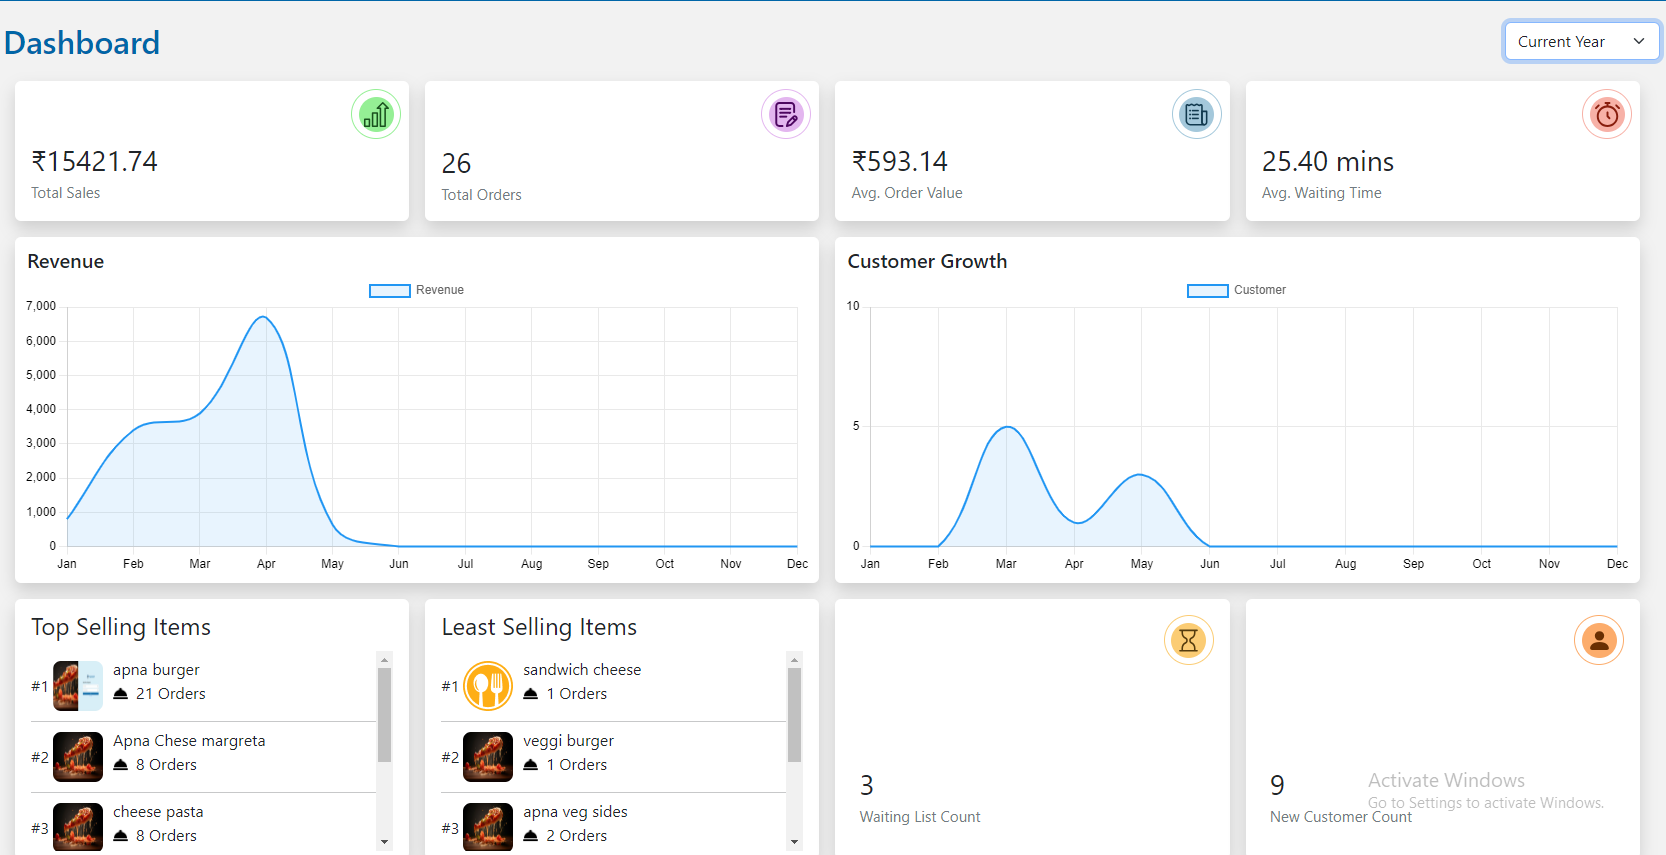 Dashboard
Current Year
₹15421.74
Total Sales
26
Total Orders
₹593.14
Avg. Order Value
25.40 mins
Avg. Waiting Time
Revenue
Revenue
7,000
6,000
5,000
4,000
3,000
2,000
1,000
0
Jan Feb Mar Apr May Jun Jul Aug Sep Oct Nov Dec
Customer Growth
Customer
10
5
0
Jan Feb Mar Apr May Jun Jul Aug Sep Oct Nov Dec
Top Selling Items
#1
apna burger
21 Orders
#2
Apna Chese margreta
8 Orders
#3
cheese pasta
8 Orders
Least Selling Items
#1
sandwich cheese
1 Orders
#2
veggi burger
1 Orders
#3
apna veg sides
2 Orders
3
Waiting List Count
9
New Customer Count
Activate Windows
Go to Settings to activate Windows.